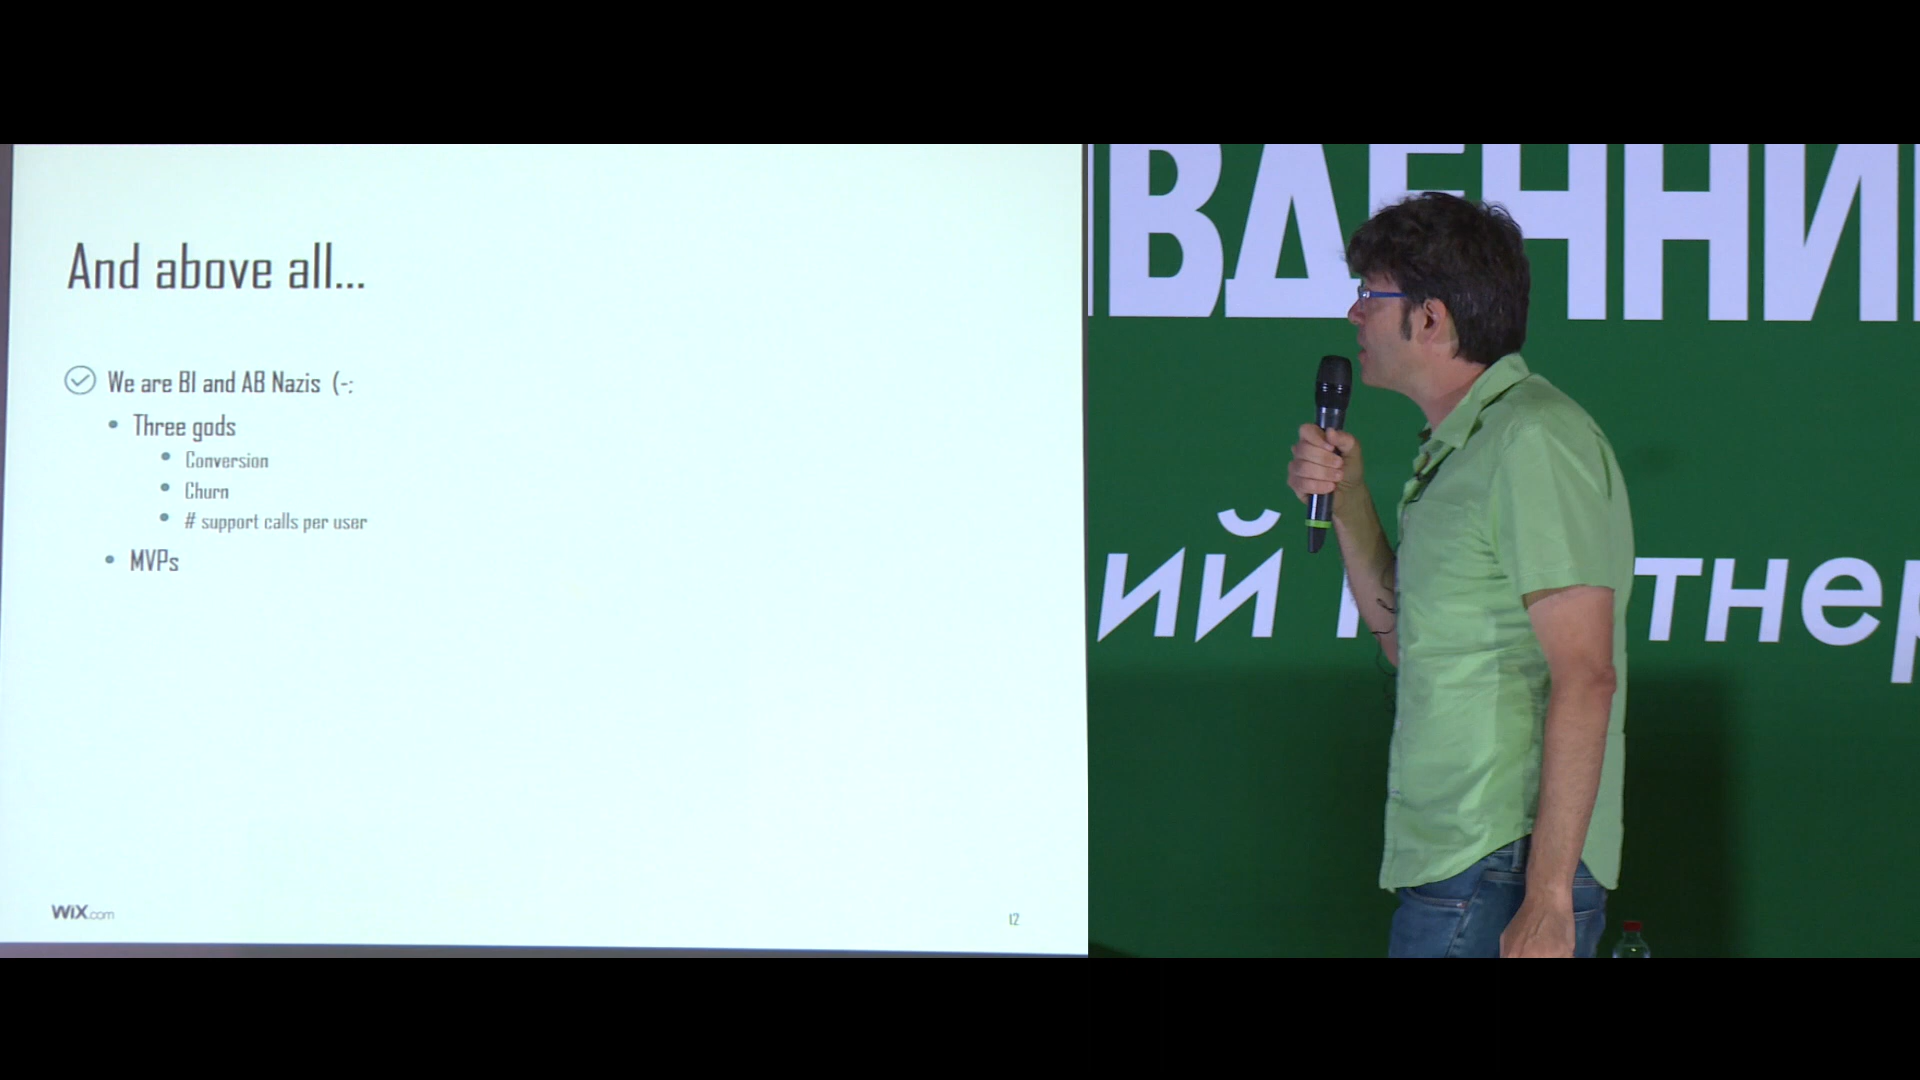 And above all...
We are BI and AB Nazis (-:
Three gods
Conversion
Churn
# support calls per user
MVPs
WiX.com
12
ВДЕННИ
ий
тнер